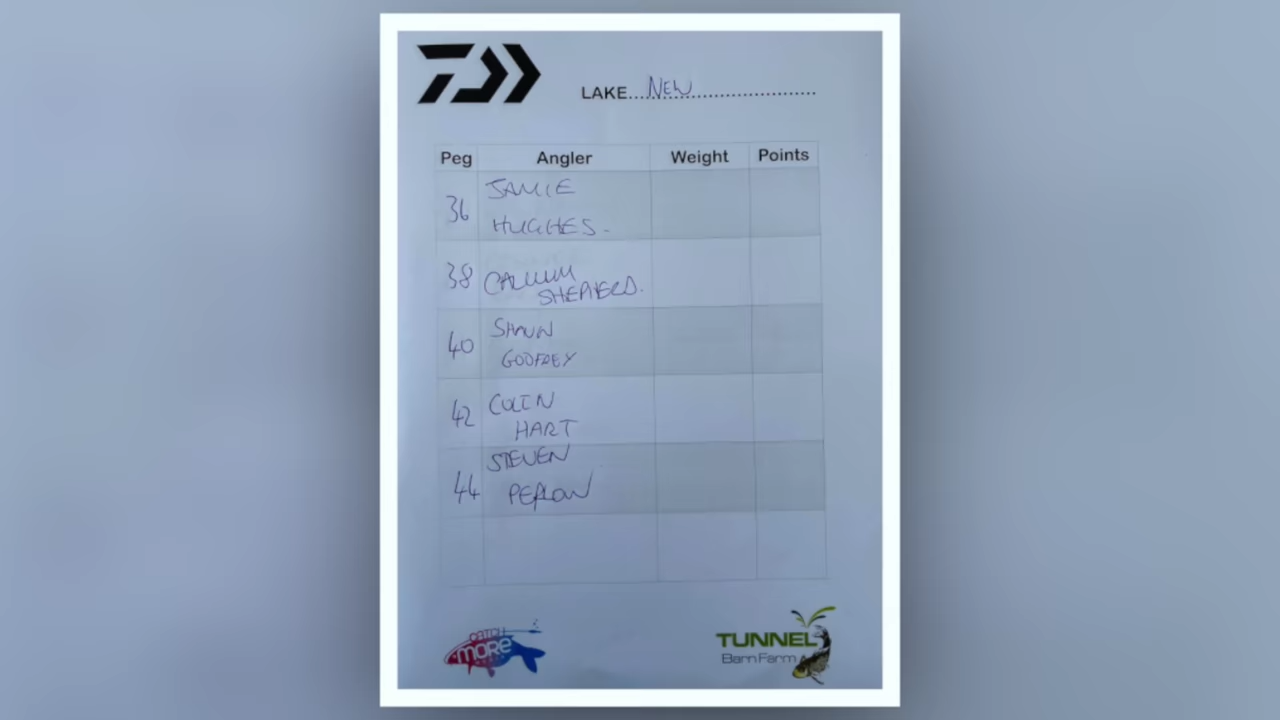 LAKE... NEW ...
Peg Angler Weight Points
36 JAMIE
HUGHES.
38 CALLUM
SHEPHERD.
40 SHAUN
GODFREY
42 COLIN
HART
44 STEVEN
PEPLOW
CATCH
MORE
TUNNEL
Barn Farm